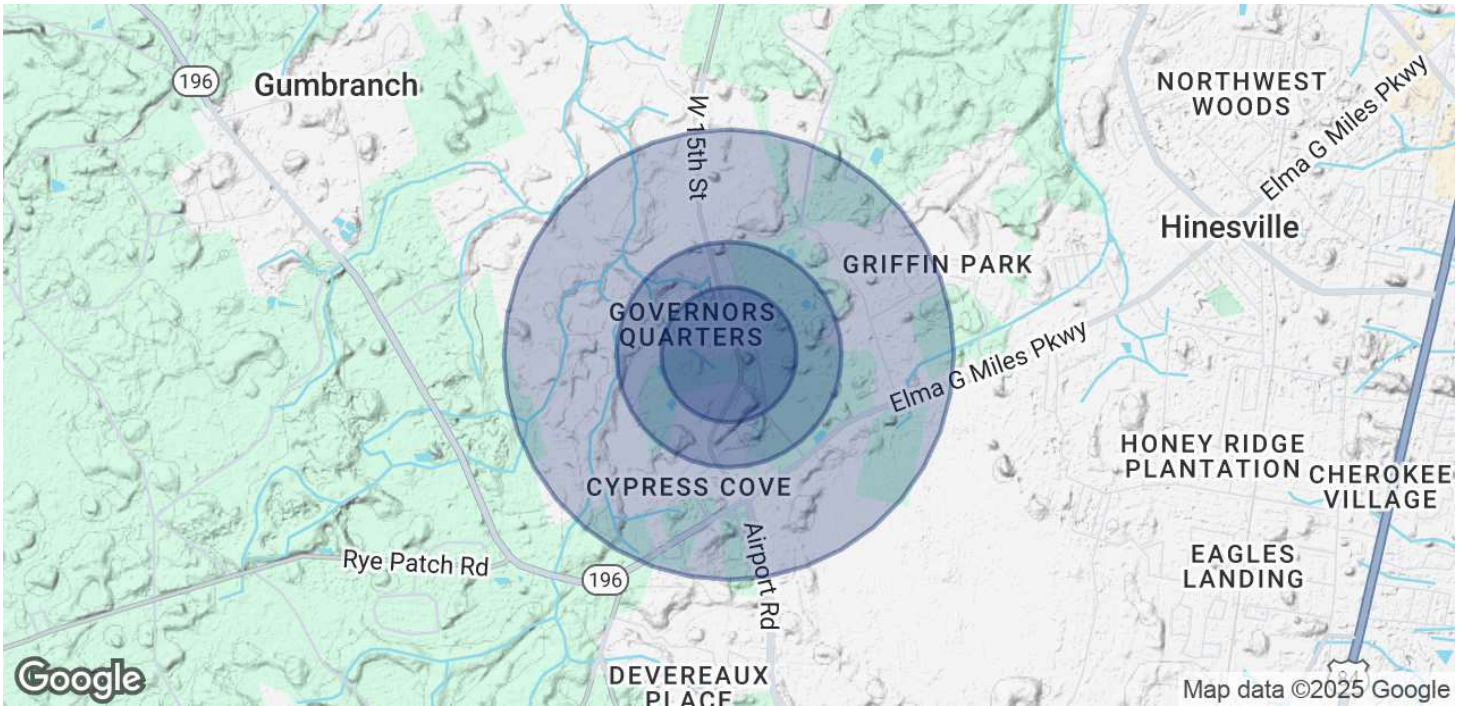 196
Gumbranch
W 15th St
NORTHWEST
WOODS
Elma G Miles Pkwy
Hinesville
GRIFFIN PARK
GOVERNORS
QUARTERS
Elma G Miles Pkwy
HONEY RIDGE
PLANTATION
CHEROKEE
VILLAGE
CYPRESS COVE
Airport Rd
Rye Patch Rd
196
EAGLES
LANDING
DEVEREAUX
PLACE
84
Google
Map data ©2025 Google